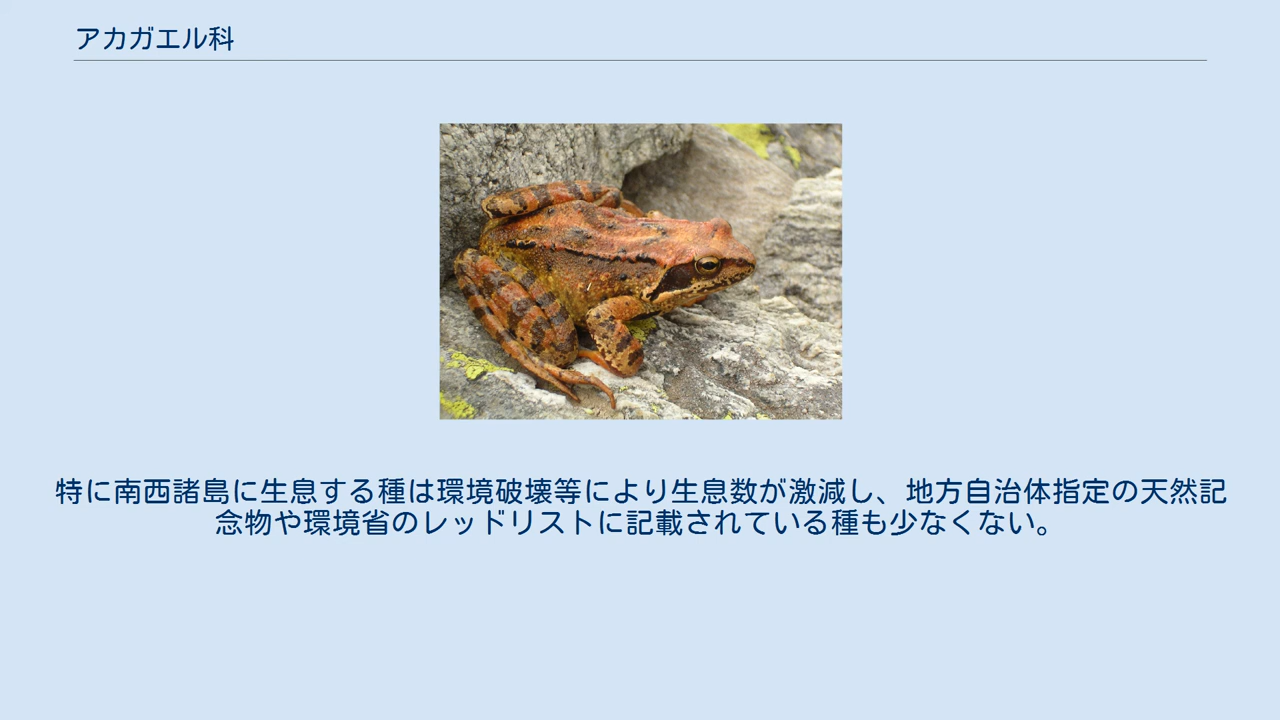 アカガエル科
特に南西諸島に生息する種は環境破壊等により生息数が激減し、地方自治体指定の天然記
念物や環境省のレッドリストに記載されている種も少なくない。